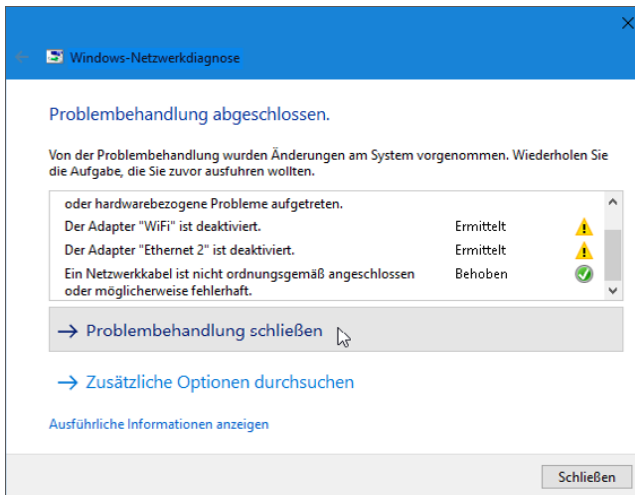 Windows-Netzwerkdiagnose
Problembehandlung abgeschlossen.
Von der Problembehandlung wurden Änderungen am System vorgenommen. Wiederholen Sie
die Aufgabe, die Sie zuvor ausfuhren wollten.
oder hardwarebezogene Probleme aufgetreten.
Der Adapter "WiFi" ist deaktiviert. Ermittelt
Der Adapter "Ethernet 2" ist deaktiviert. Ermittelt
Ein Netzwerkkabel ist nicht ordnungsgemäß angeschlossen Behoben
oder möglicherweise fehlerhaft.
Problembehandlung schließen
Zusätzliche Optionen durchsuchen
Ausführliche Informationen anzeigen
Schließen